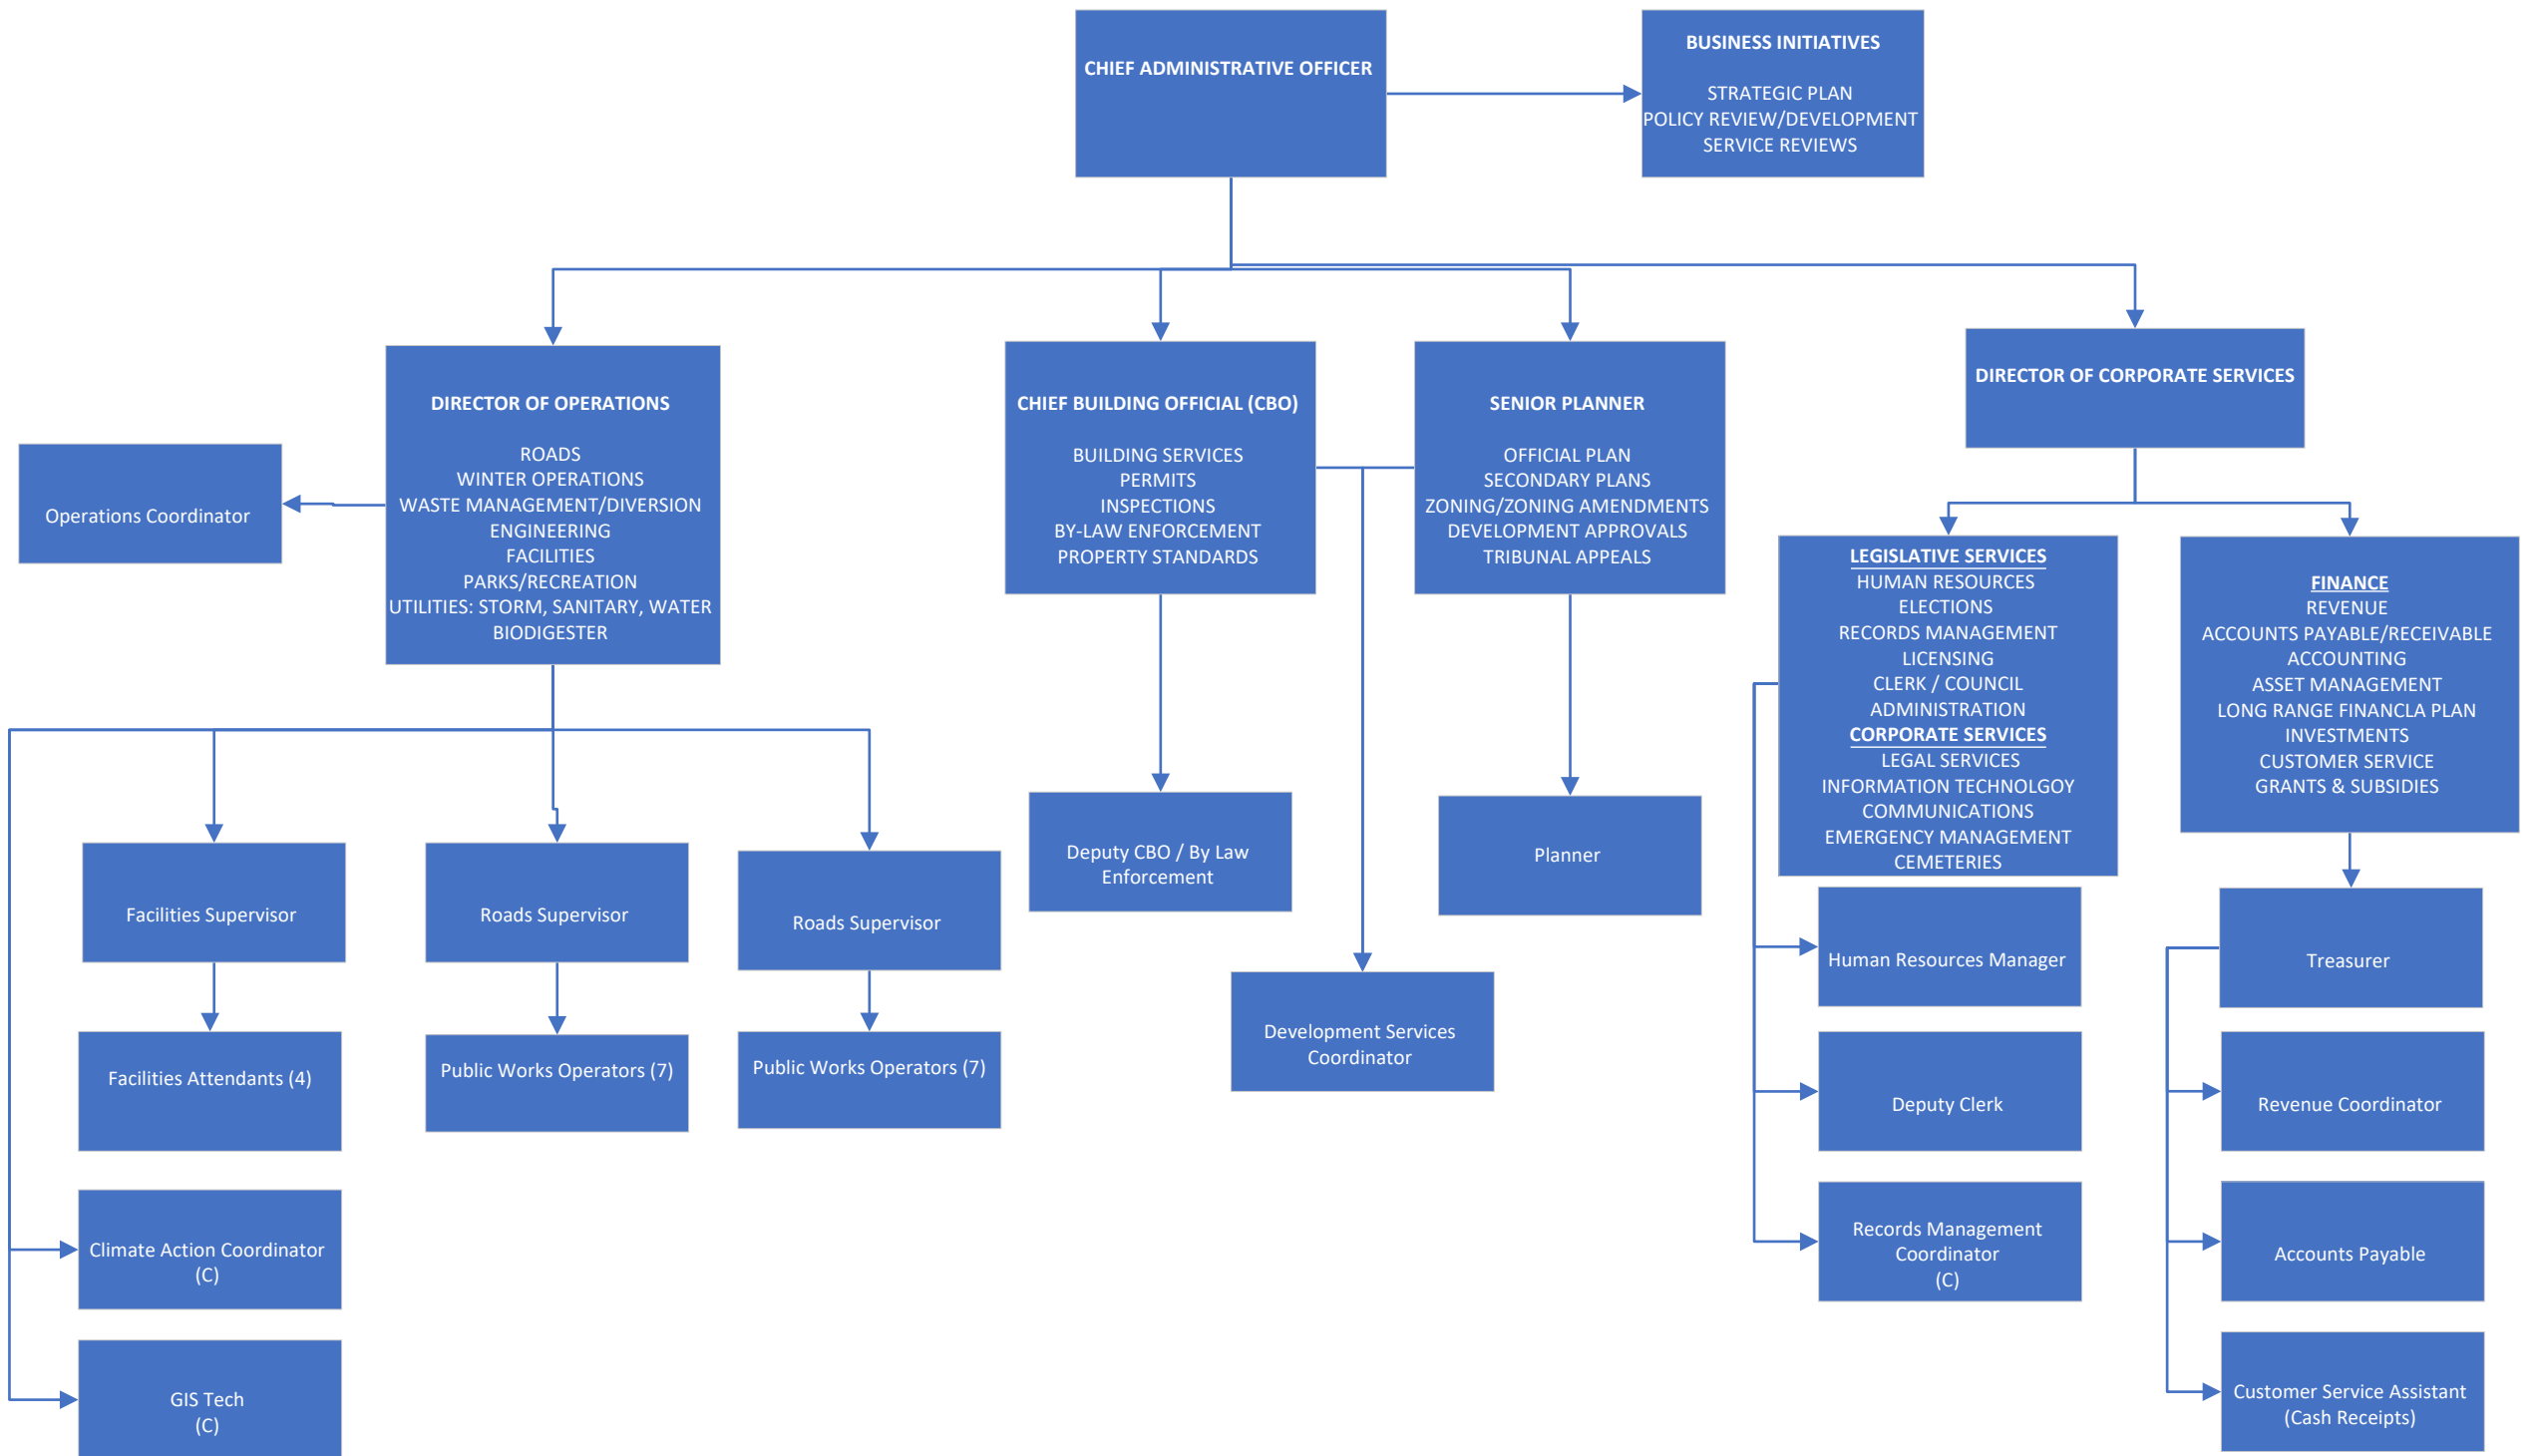 CHIEF ADMINISTRATIVE OFFICER
BUSINESS INITIATIVES
STRATEGIC PLAN
POLICY REVIEW/DEVELOPMENT
SERVICE REVIEWS
DIRECTOR OF OPERATIONS
ROADS
WINTER OPERATIONS
WASTE MANAGEMENT/DIVERSION
ENGINEERING
FACILITIES
PARKS/RECREATION
UTILITIES: STORM, SANITARY, WATER
BIODIGESTER
CHIEF BUILDING OFFICIAL (CBO)
BUILDING SERVICES
PERMITS
INSPECTIONS
BY-LAW ENFORCEMENT
PROPERTY STANDARDS
SENIOR PLANNER
OFFICIAL PLAN
SECONDARY PLANS
ZONING/ZONING AMENDMENTS
DEVELOPMENT APPROVALS
TRIBUNAL APPEALS
DIRECTOR OF CORPORATE SERVICES
Operations Coordinator
LEGISLATIVE SERVICES
HUMAN RESOURCES
ELECTIONS
RECORDS MANAGEMENT
LICENSING
CLERK / COUNCIL
ADMINISTRATION
CORPORATE SERVICES
LEGAL SERVICES
INFORMATION TECHNOLGOY
COMMUNICATIONS
EMERGENCY MANAGEMENT
CEMETERIES
FINANCE
REVENUE
ACCOUNTS PAYABLE/RECEIVABLE
ACCOUNTING
ASSET MANAGEMENT
LONG RANGE FINANCLA PLAN
INVESTMENTS
CUSTOMER SERVICE
GRANTS & SUBSIDIES
Facilities Supervisor
Roads Supervisor
Roads Supervisor
Deputy CBO / By Law
Enforcement
Planner
Human Resources Manager
Treasurer
Facilities Attendants (4)
Public Works Operators (7)
Public Works Operators (7)
Development Services
Coordinator
Deputy Clerk
Revenue Coordinator
Climate Action Coordinator
(C)
Records Management
Coordinator
(C)
Accounts Payable
GIS Tech
(C)
Customer Service Assistant
(Cash Receipts)